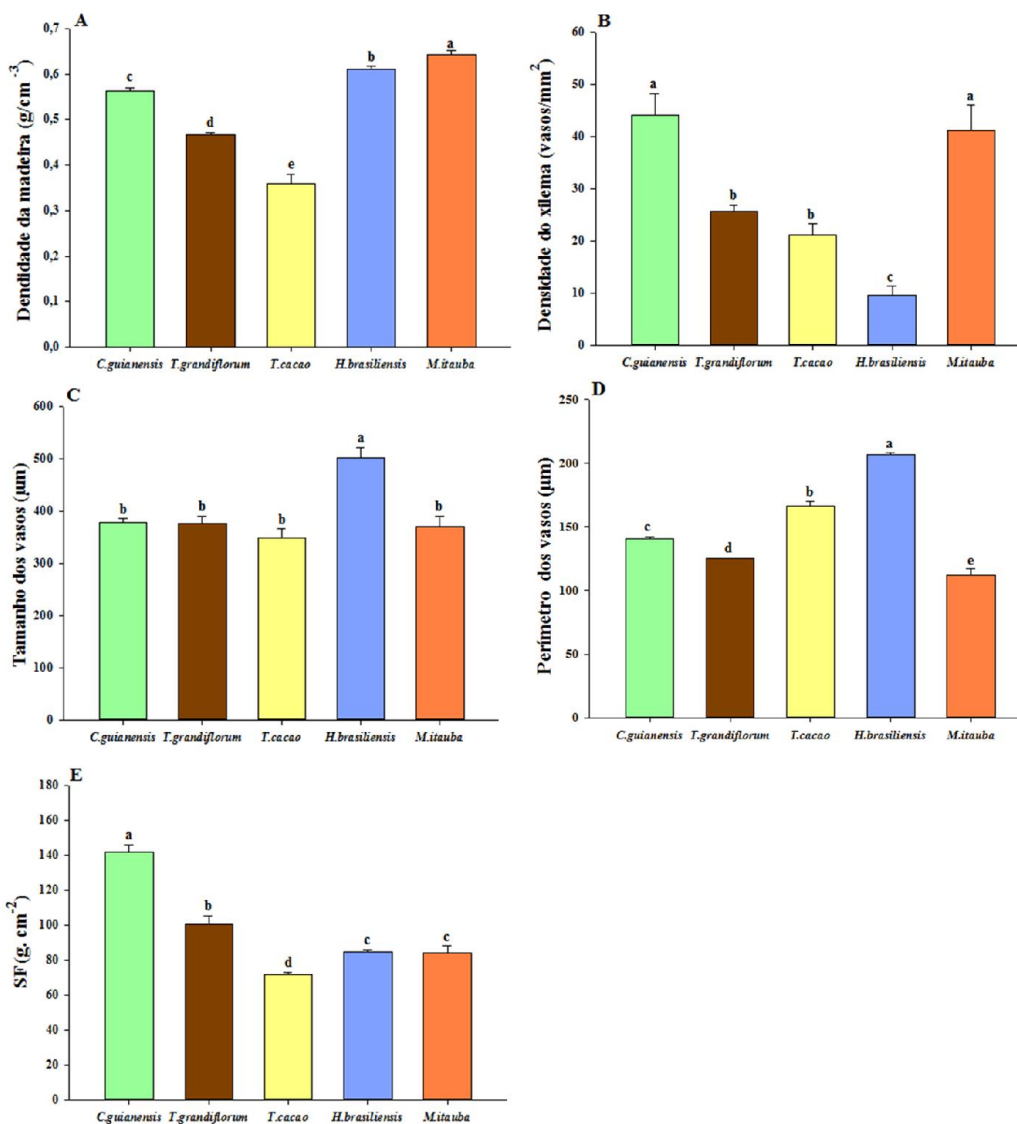 A
Dendidade da madeira (g/cm -3)
0,7
0,6
0,5
0,4
0,3
0,2
0,1
0,0
c
d
e
b
a
C.guianensis T.grandiflorum T.cacao H.brasiliensis M.itauba
B
Densidade do xilema (vasos/mm2)
60
50
40
30
20
10
0
a
b
b
c
a
C.guianensis T.grandiflorum T.cacao H.brasiliensis M.itauba
C
Tamanho dos vasos (µm)
600
500
400
300
200
100
0
b
b
b
a
b
C.guianensis T.grandiflorum T.cacao H.brasiliensis M.itauba
D
Perímetro dos vasos (µm)
250
200
150
100
50
0
c
d
b
a
e
C.guianensis T.grandiflorum T.cacao H.brasiliensis M.itauba
E
SF(g. cm-2)
180
160
140
120
100
80
60
40
20
0
a
b
d
c
c
C.guianensis T.grandiflorum T.cacao H.brasiliensis M.itauba